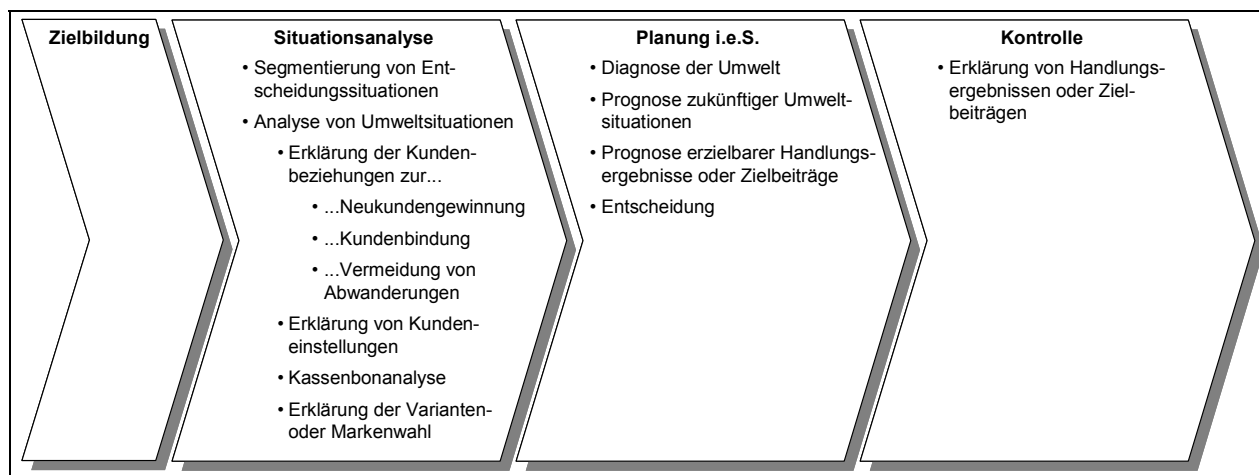 Zielbildung
Situationsanalyse
• Segmentierung von Ent-
scheidungssituationen
• Analyse von Umweltsituationen
• Erklärung der Kunden-
beziehungen zur...
• ...Neukundengewinnung
• ...Kundenbindung
• ...Vermeidung von
Abwanderungen
• Erklärung von Kunden-
einstellungen
• Kassenbonanalyse
• Erklärung der Varianten-
oder Markenwahl
Planung i.e.S.
• Diagnose der Umwelt
• Prognose zukünftiger Umwelt-
situationen
• Prognose erzielbarer Handlungs-
ergebnisse oder Zielbeiträge
• Entscheidung
Kontrolle
• Erklärung von Handlungs-
ergebnissen oder Ziel-
beiträgen